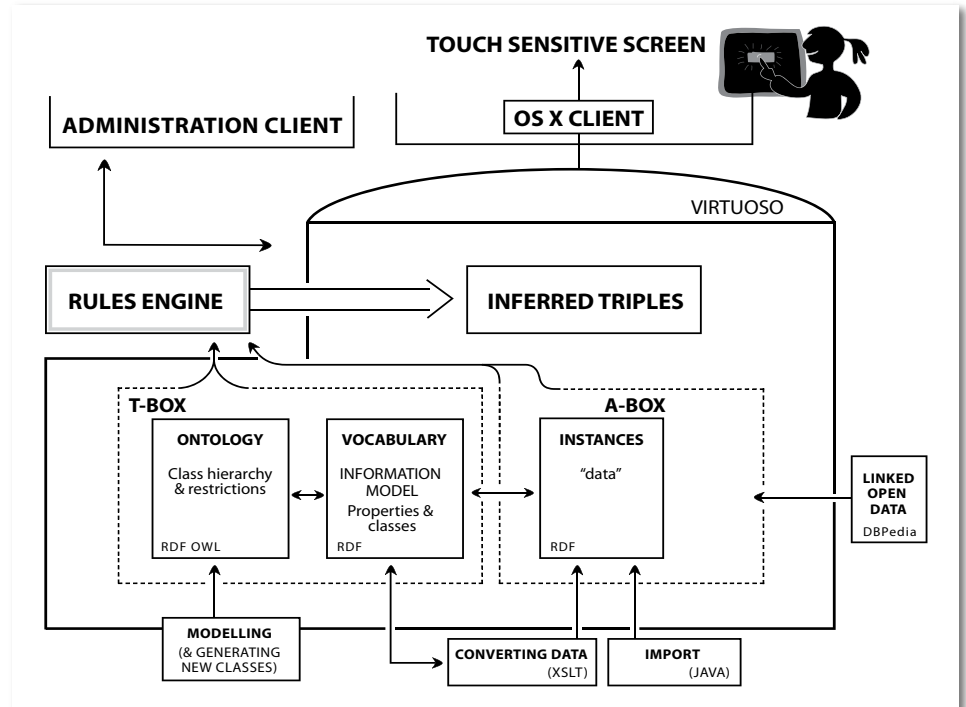 TOUCH SENSITIVE SCREEN
OS X CLIENT
ADMINISTRATION CLIENT
VIRTUOSO
RULES ENGINE
INFERRED TRIPLES
T-BOX
A-BOX
ONTOLOGY
Class hierarchy
& restrictions
RDF OWL
VOCABULARY
INFORMATION
MODEL
Properties &
classes
RDF
INSTANCES
“data”
RDF
LINKED
OPEN
DATA
DBPedia
MODELLING
(& GENERATING
NEW CLASSES)
CONVERTING DATA
(XSLT)
IMPORT
(JAVA)